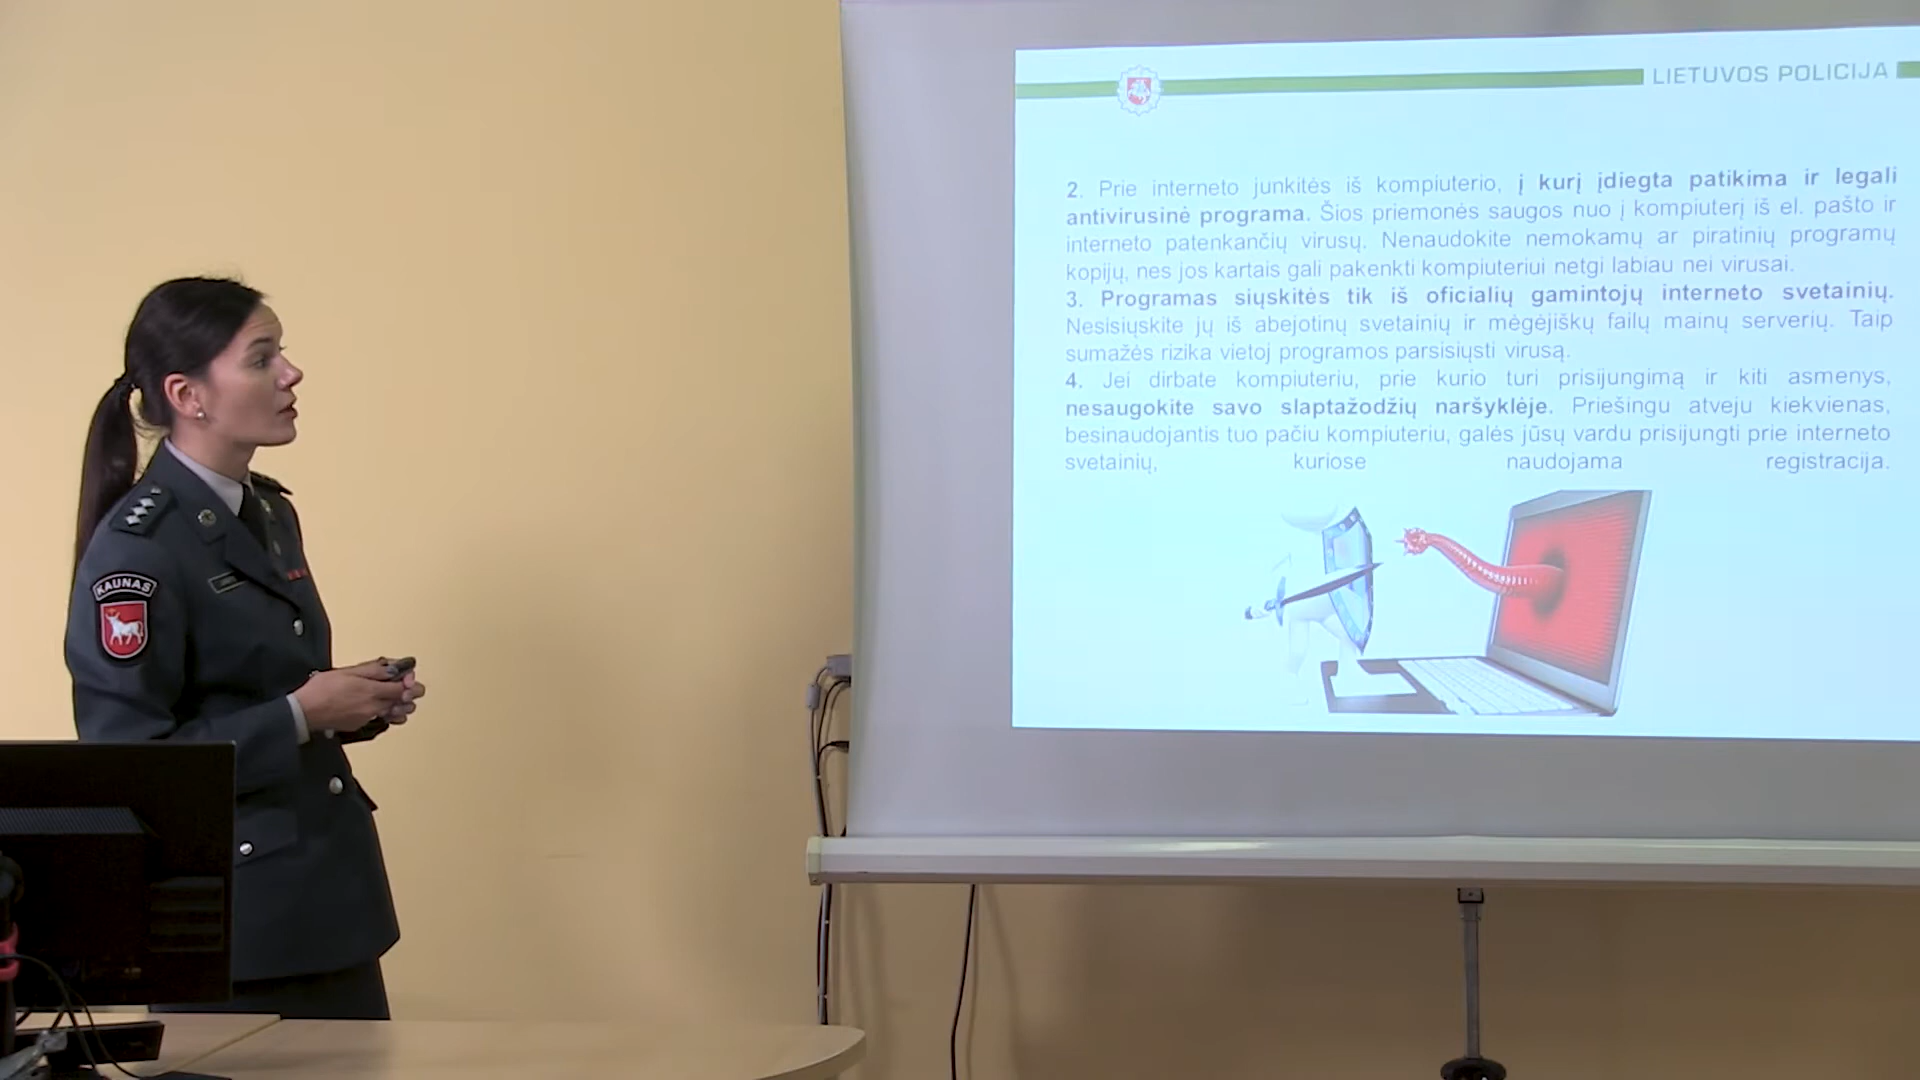 LIETUVOS POLICIJA
2. Prie interneto junkitės iš kompiuterio, į kurį įdiegta patikima ir legali
antivirusinė programa. Šios priemonės saugos nuo į kompiuterį iš el. pašto ir
interneto patenkančių virusų. Nenaudokite nemokamų ar piratinių programų
kopijų, nes jos kartais gali pakenkti kompiuteriui netgi labiau nei virusai.
3. Programas siųskitės tik iš oficialių gamintojų interneto svetainių.
Nesisiųskite jų iš abejotinų svetainių ir mėgėjiškų failų mainų serverių. Taip
sumažės rizika vietoj programos parsisiųsti virusą.
4. Jei dirbate kompiuteriu, prie kurio turi prisijungimą ir kiti asmenys,
nesaugokite savo slaptažodžių naršyklėje. Priešingu atveju kiekvienas,
besinaudojantis tuo pačiu kompiuteriu, galės jūsų vardu prisijungti prie interneto
svetainių, kuriose naudojama registracija.
KAUNAS